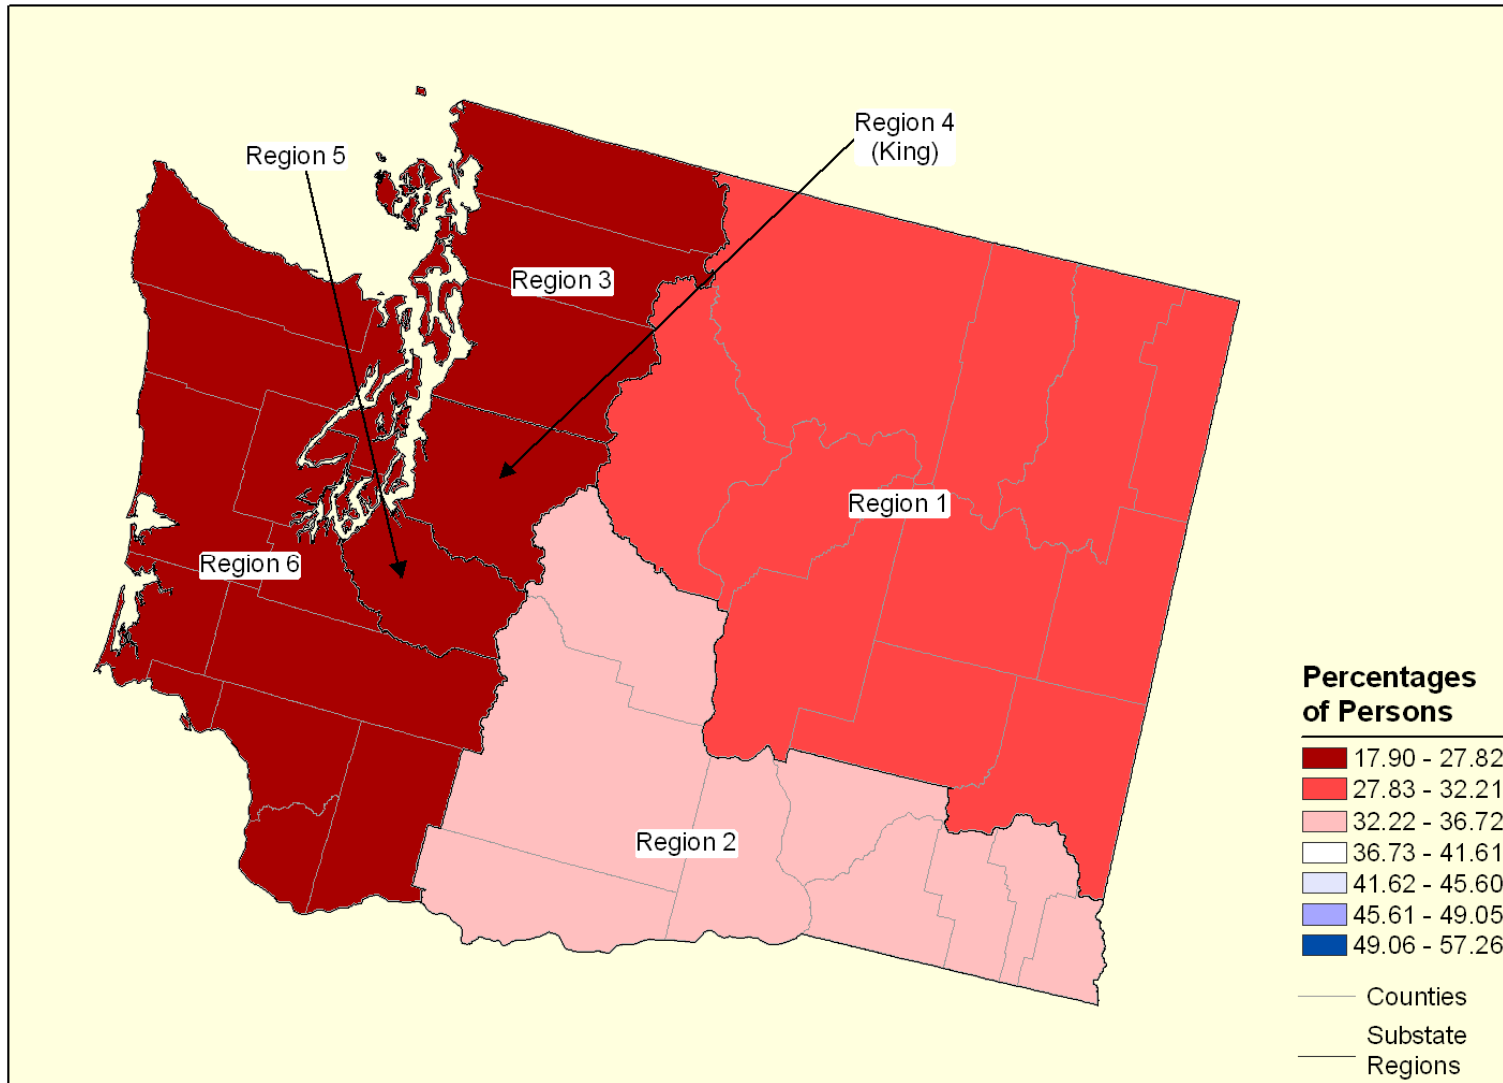 Region 4
(King)
Region 5
Region 3
Region 1
Region 6
Region 2
Percentages
of Persons
17.90 - 27.82
27.83 - 32.21
32.22 - 36.72
36.73 - 41.61
41.62 - 45.60
45.61 - 49.05
49.06 - 57.26
Counties
Substate
Regions